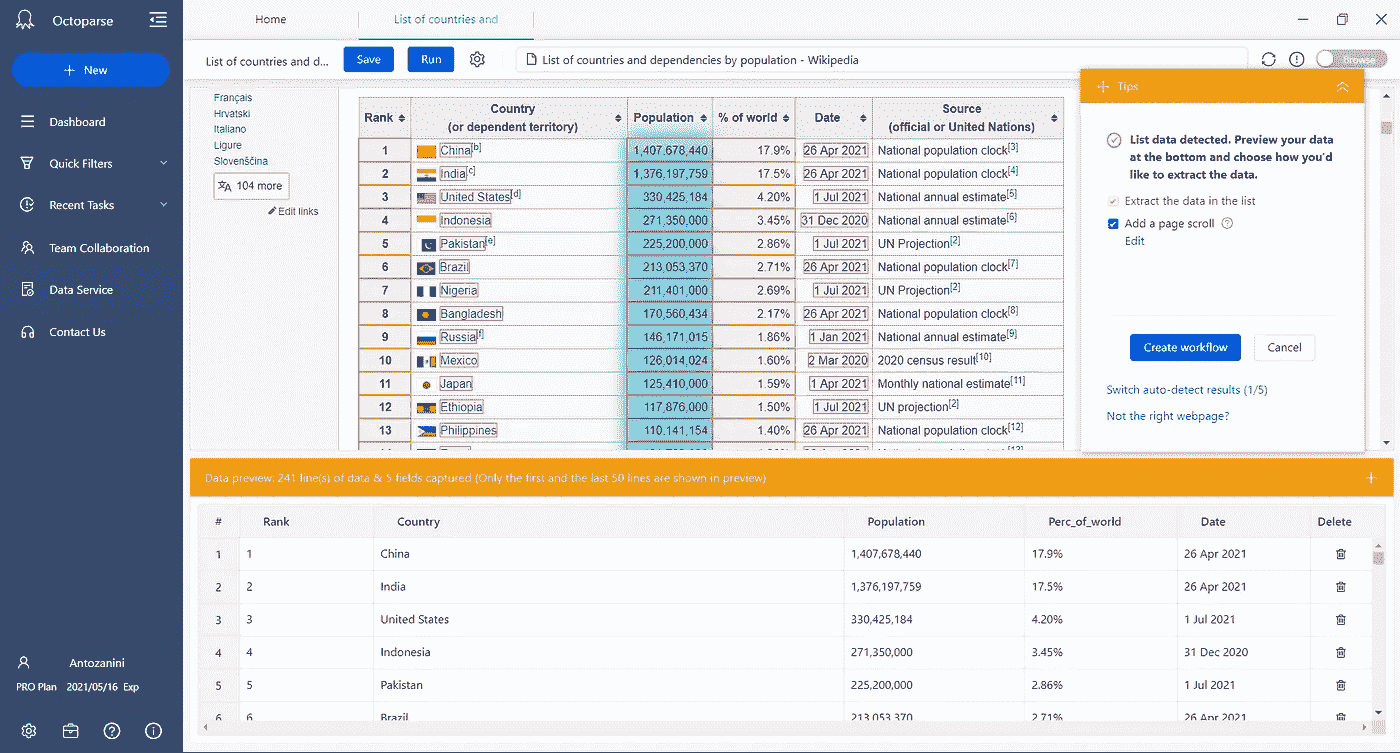 Octoparse
Home
List of countries and
New
List of countries and d...
Save
Run
List of countries and dependencies by population - Wikipedia
Browse
Dashboard
Quick Filters
Recent Tasks
Team Collaboration
Data Service
Contact Us
Antozanini
PRO Plan 2021/05/16 Exp
Français
Hrvatski
Italiano
Ligure
Slovenščina
104 more
Edit links
Rank Country (or dependent territory) Population % of world Date Source (official or United Nations)
1 China[b] 1,407,678,440 17.9% 26 Apr 2021 National population clock[3]
2 India[c] 1,376,197,759 17.5% 26 Apr 2021 National population clock[4]
3 United States[d] 330,425,184 4.20% 1 Jul 2021 National annual estimate[5]
4 Indonesia 271,350,000 3.45% 31 Dec 2020 National annual estimate[6]
5 Pakistan[e] 225,200,000 2.86% 1 Jul 2021 UN Projection[2]
6 Brazil 213,053,370 2.71% 26 Apr 2021 National population clock[7]
7 Nigeria 211,401,000 2.69% 1 Jul 2021 UN Projection[2]
8 Bangladesh 170,560,434 2.17% 26 Apr 2021 National population clock[8]
9 Russia[f] 146,171,015 1.86% 1 Jan 2021 National annual estimate[9]
10 Mexico 126,014,024 1.60% 2 Mar 2020 2020 census result[10]
11 Japan 125,410,000 1.59% 1 Apr 2021 Monthly national estimate[11]
12 Ethiopia 117,876,000 1.50% 1 Jul 2021 UN projection[2]
13 Philippines 110,141,154 1.40% 26 Apr 2021 National population clock[12]
Tips
List data detected. Preview your data
at the bottom and choose how you'd
like to extract the data.
Extract the data in the list
Add a page scroll
Edit
Create workflow
Cancel
Switch auto-detect results (1/5)
Not the right webpage?
Data preview: 241 line(s) of data & 5 fields captured (Only the first and the last 50 lines are shown in preview)
# Rank Country Population Perc_of_world Date Delete
1 1 China 1,407,678,440 17.9% 26 Apr 2021
2 2 India 1,376,197,759 17.5% 26 Apr 2021
3 3 United States 330,425,184 4.20% 1 Jul 2021
4 4 Indonesia 271,350,000 3.45% 31 Dec 2020
5 5 Pakistan 225,200,000 2.86% 1 Jul 2021
6 6 Brazil 213,053,370 2.71% 26 Apr 2021